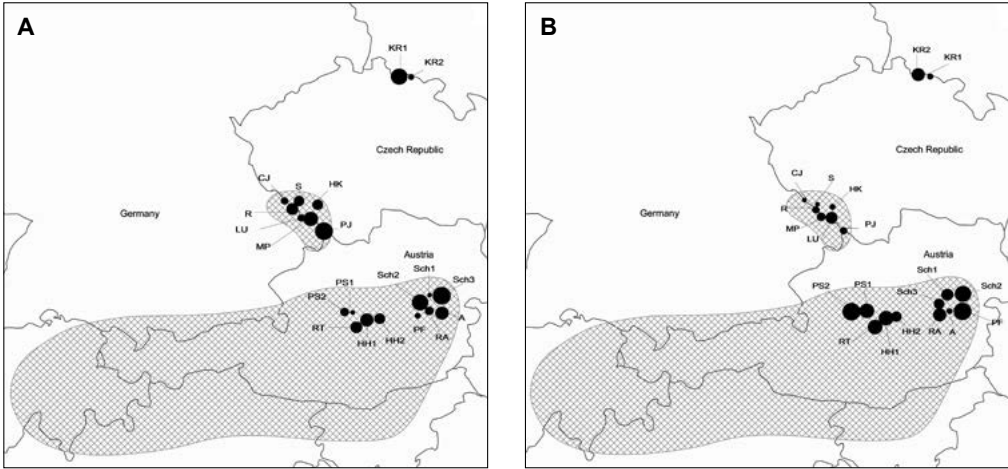 A
KR1
KR2
Czech Republic
CJ
S
HK
Germany
R
LU
PJ
MP
Austria
Sch1
Sch2
Sch3
PS1
PS2
RT
PF
A
HH1
HH2
RA
B
KR2
KR1
Czech Republic
CJ
S
HK
Germany
R
MP
PJ
LU
Austria
Sch1
PS2
PS1
Sch3
Sch2
RT
HH2
RA
A
PF
HH1